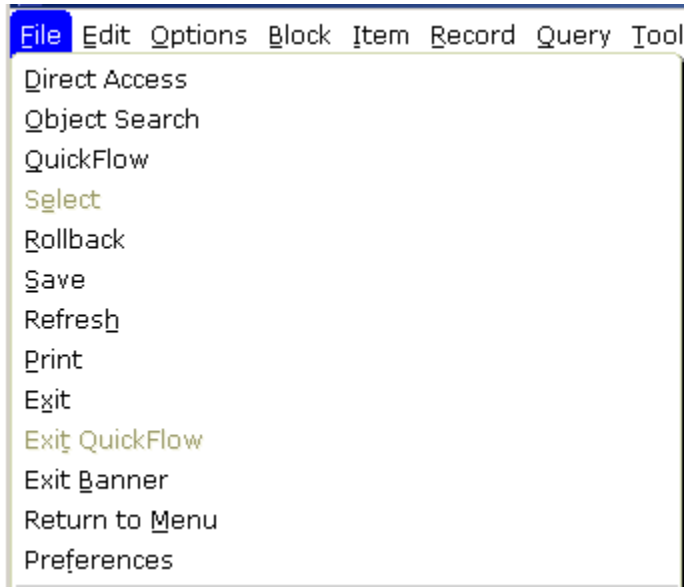 File Edit Options Block Item Record Query Tool
Direct Access
Object Search
QuickFlow
Select
Rollback
Save
Refresh
Print
Exit
Exit QuickFlow
Exit Banner
Return to Menu
Preferences